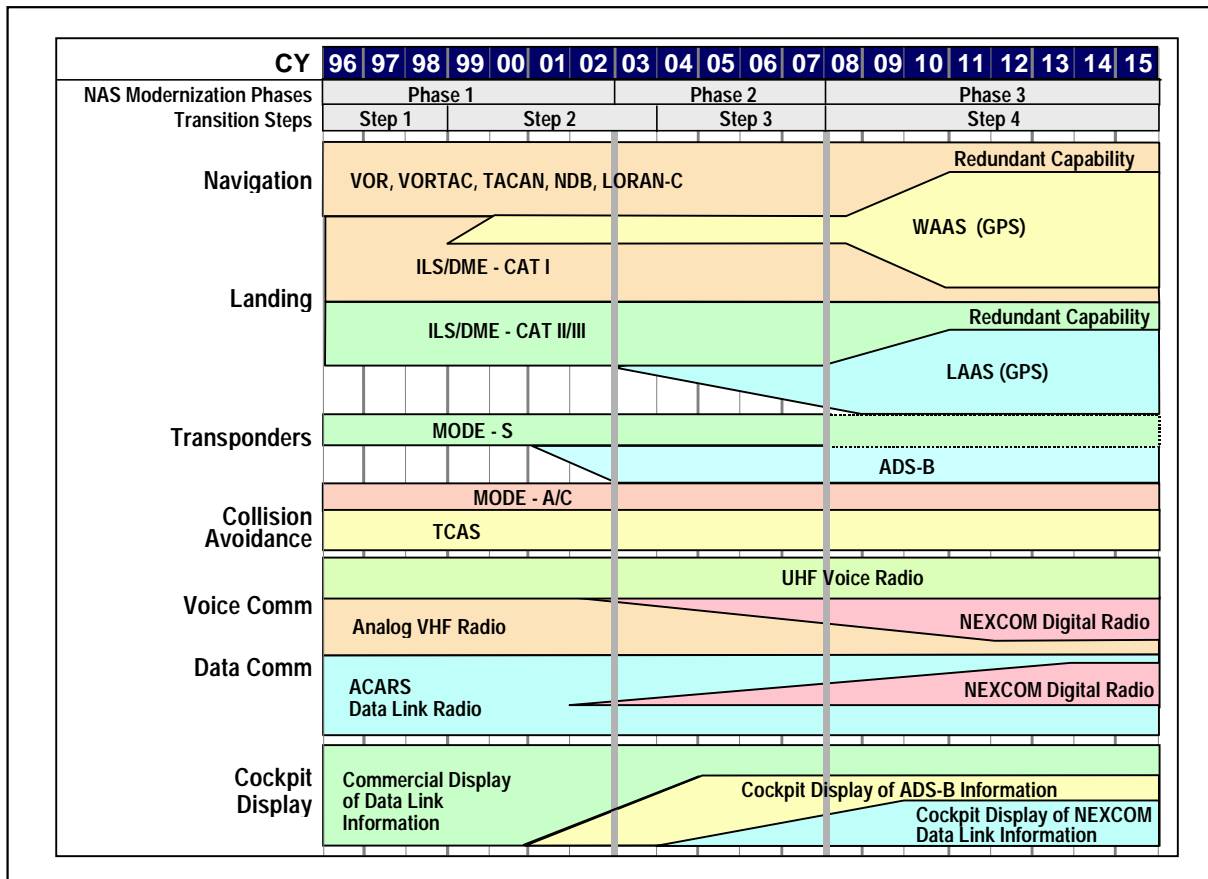 CY 96 97 98 99 00 01 02 03 04 05 06 07 08 09 10 11 12 13 14 15
NAS Modernization Phases Phase 1 Phase 2 Phase 3
Transition Steps Step 1 Step 2 Step 3 Step 4
Redundant Capability
Navigation VOR, VORTAC, TACAN, NDB, LORAN-C
WAAS (GPS)
ILS/DME - CAT I
Landing
Redundant Capability
ILS/DME - CAT II/III
LAAS (GPS)
Transponders MODE - S
ADS-B
MODE - A/C
Collision
Avoidance
TCAS
UHF Voice Radio
Voice Comm
Analog VHF Radio NEXCOM Digital Radio
Data Comm
ACARS
Data Link Radio
NEXCOM Digital Radio
Cockpit
Display
Commercial Display
of Data Link
Information
Cockpit Display of ADS-B Information
Cockpit Display of NEXCOM
Data Link Information